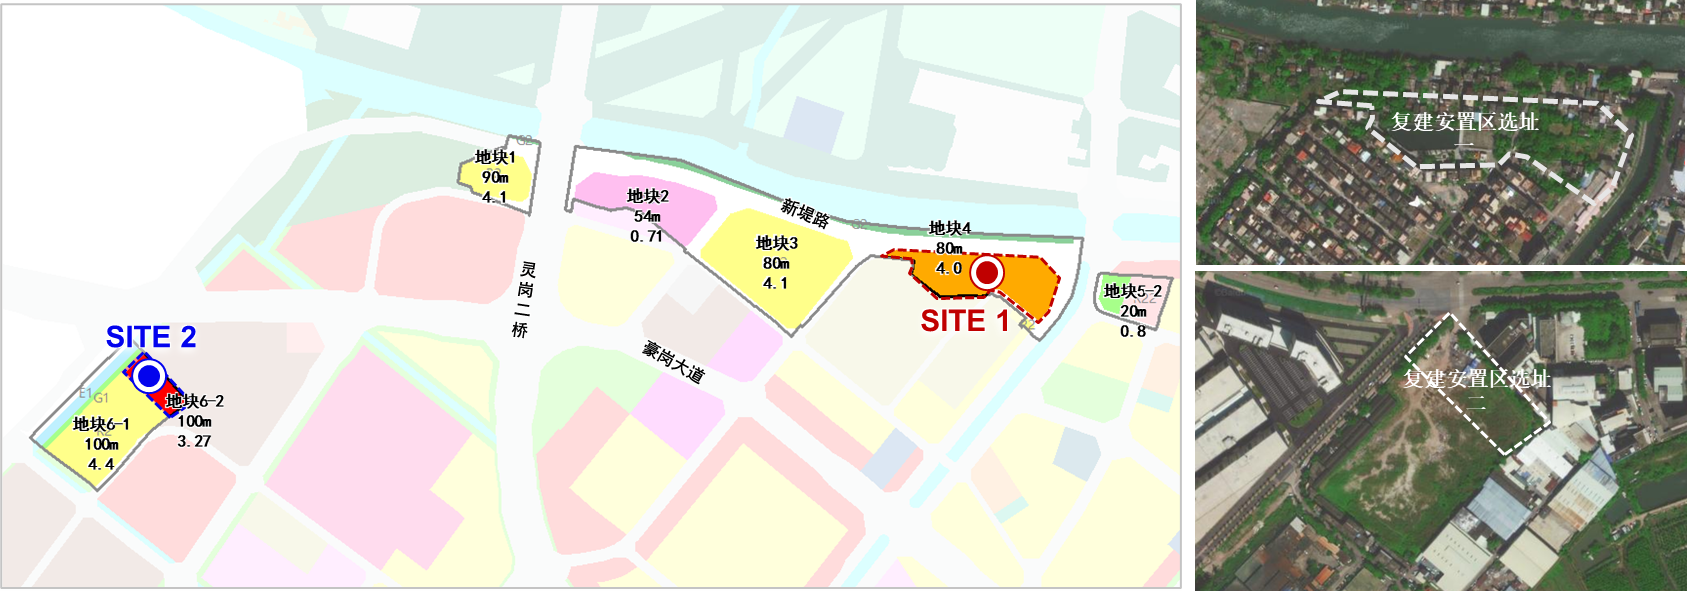 G2
地块1
90m
4.1
地块2
54m
0.71
新堤路
G2
地块3
80m
4.1
地块4
80m
4.0
SITE 1
地块5-2
20m
0.8
灵岗二桥
豪岗大道
SITE 2
E1
G1
地块6-2
100m
3.27
地块6-1
100m
4.4
复建安置区选址
一
复建安置区选址
二